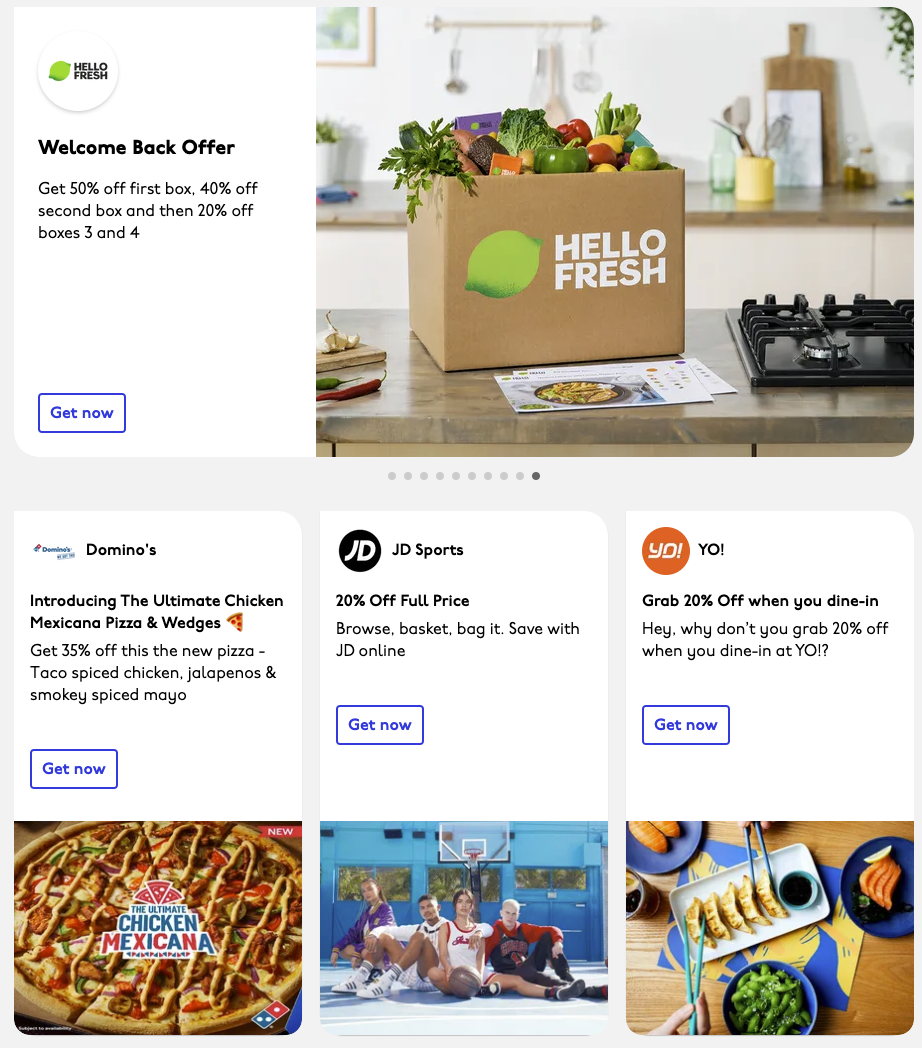 HELLO
FRESH
Welcome Back Offer
Get 50% off first box, 40% off
second box and then 20% off
boxes 3 and 4
Get now
HELLO
FRESH
Domino's
Domino's
Introducing The Ultimate Chicken
Mexicana Pizza & Wedges 🍕
Get 35% off this the new pizza -
Taco spiced chicken, jalapenos &
smokey spiced mayo
Get now
NEW
THE ULTIMATE
CHICKEN
MEXICANA
Subject to availability
JD
JD Sports
20% Off Full Price
Browse, basket, bag it. Save with
JD online
Get now
YO!
YO!
Grab 20% Off when you dine-in
Hey, why don’t you grab 20% off
when you dine-in at YO!?
Get now